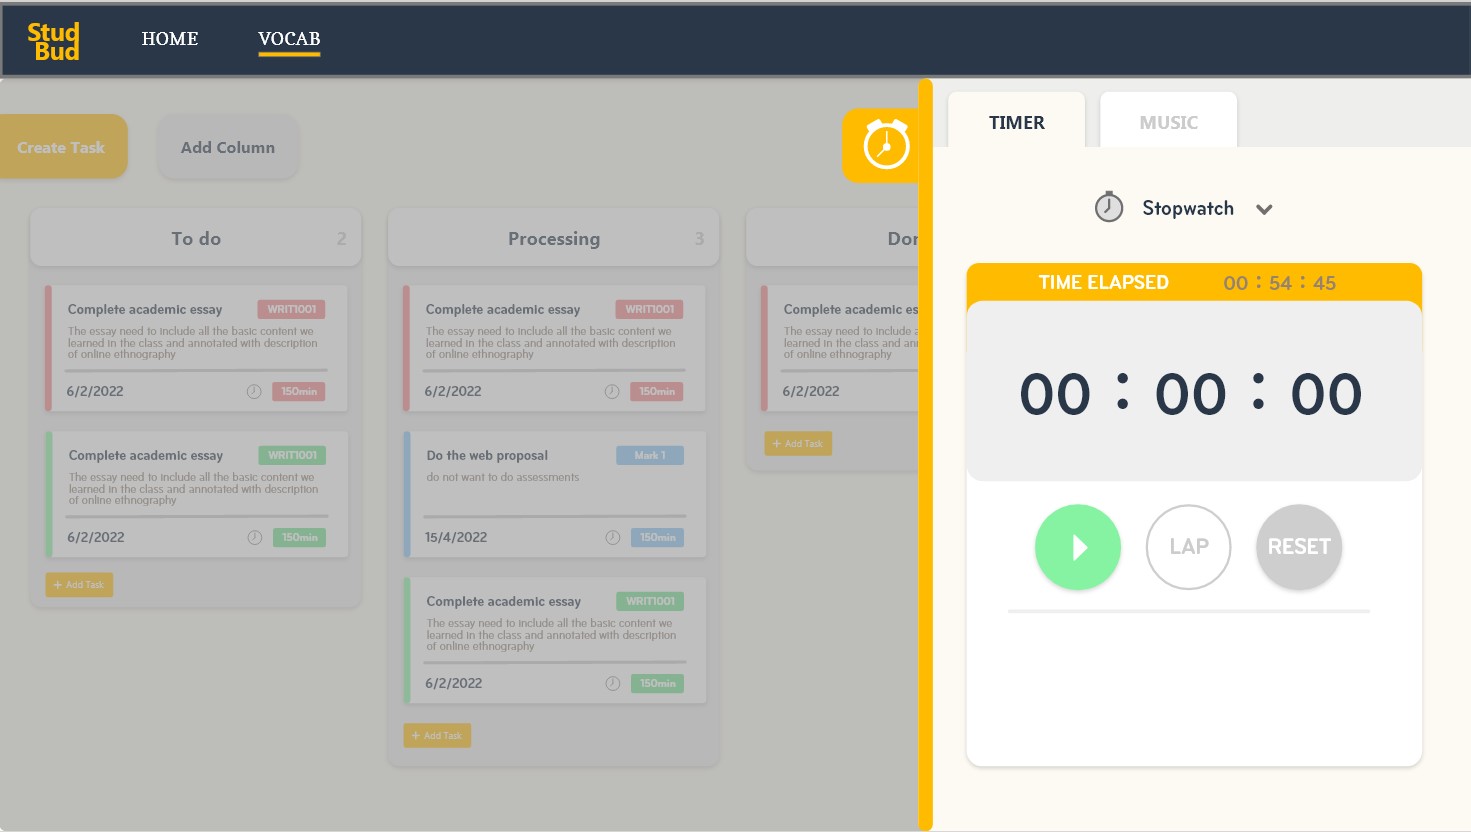 Stud
Bud
HOME
VOCAB
Create Task
Add Column
To do 2
Complete academic essay WRIT1001
The essay need to include all the basic content we
learned in the class and annotated with description
of online ethnography
6/2/2022 150min
Complete academic essay WRIT1001
The essay need to include all the basic content we
learned in the class and annotated with description
of online ethnography
6/2/2022 150min
+ Add Task
Processing 3
Complete academic essay WRIT1001
The essay need to include all the basic content we
learned in the class and annotated with description
of online ethnography
6/2/2022 150min
Do the web proposal Mark 1
do not want to do assessments
15/4/2022 150min
Complete academic essay WRIT1001
The essay need to include all the basic content we
learned in the class and annotated with description
of online ethnography
6/2/2022 150min
+ Add Task
Don
Complete academic es
The essay need to include a
learned in the class and anno
of online ethnography
6/2/2022
+ Add Task
TIMER
MUSIC
Stopwatch
TIME ELAPSED 00 : 54 : 45
00 : 00 : 00
LAP
RESET